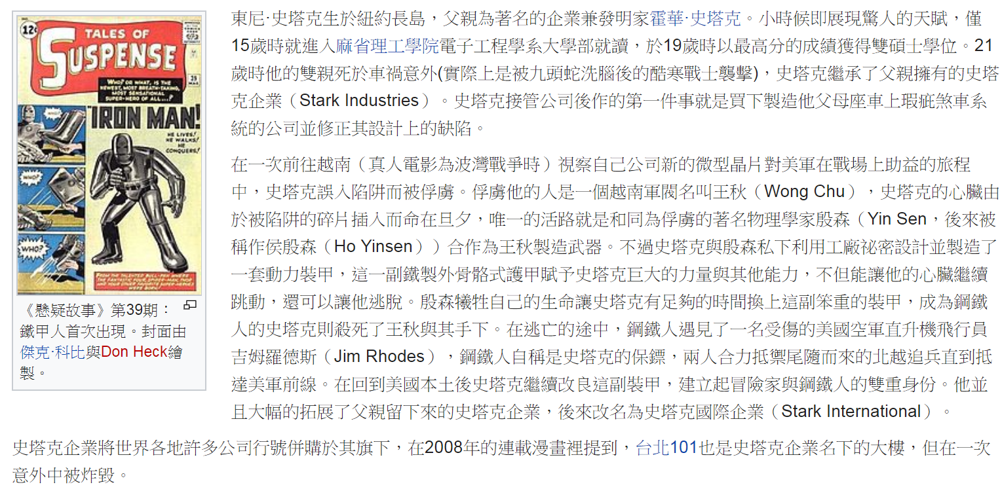 12¢
TALES OF
SUSPENSE
39
MAR.
WHO? OR WHAT, IS THE
NEWEST, MOST BREATH-TAKING,
MOST SENSATIONAL
SUPER-HERO OF ALL...?
IRON MAN!
HE LIVES!
HE WALKS!
HE
CONQUERS!
WHO?
WHO?
WHO?
FROM THE TALENTED BULL-PEN WHERE
THE FANTASTIC FOUR, SPIDER-MAN, THOR
AND YOUR OTHER FAVORITE SUPER-HEROES
WERE BORN!
《懸疑故事》第39期：
鐵甲人首次出現。封面由
傑克·科比與Don Heck繪
製。
東尼·史塔克生於紐約長島，父親為著名的企業兼發明家霍華·史塔克。小時候即展現驚人的天賦，僅
15歲時就進入麻省理工學院電子工程學系大學部就讀，於19歲時以最高分的成績獲得雙碩士學位。21
歲時他的雙親死於車禍意外(實際上是被九頭蛇洗腦後的酷寒戰士襲擊)，史塔克繼承了父親擁有的史塔
克企業（Stark Industries）。史塔克接管公司後作的第一件事就是買下製造他父母座車上瑕疵煞車系
統的公司並修正其設計上的缺陷。
在一次前往越南（真人電影為波灣戰爭時）視察自己公司新的微型晶片對美軍在戰場上助益的旅程
中，史塔克誤入陷阱而被俘虜。俘虜他的人是一個越南軍閥名叫王秋（Wong Chu），史塔克的心臟由
於被陷阱的碎片插入而命在旦夕，唯一的活路就是和同為俘虜的著名物理學家殷森（Yin Sen，後來被
稱作侯殷森（Ho Yinsen））合作為王秋製造武器。不過史塔克與殷森私下利用工廠祕密設計並製造了
一套動力裝甲，這一副鐵製外骨骼式護甲賦予史塔克巨大的力量與其他能力，不但能讓他的心臟繼續
跳動，還可以讓他逃脫。殷森犧牲自己的生命讓史塔克有足夠的時間換上這副笨重的裝甲，成為鋼鐵
人的史塔克則殺死了王秋與其手下。在逃亡的途中，鋼鐵人遇見了一名受傷的美國空軍直升機飛行員
吉姆羅德斯（Jim Rhodes），鋼鐵人自稱是史塔克的保鏢，兩人合力抵禦尾隨而來的北越追兵直到抵
達美軍前線。在回到美國本土後史塔克繼續改良這副裝甲，建立起冒險家與鋼鐵人的雙重身份。他並
且大幅的拓展了父親留下來的史塔克企業，後來改名為史塔克國際企業（Stark International）。
史塔克企業將世界各地許多公司行號併購於其旗下，在2008年的連載漫畫裡提到，台北101也是史塔克企業名下的大樓，但在一次
意外中被炸毀。